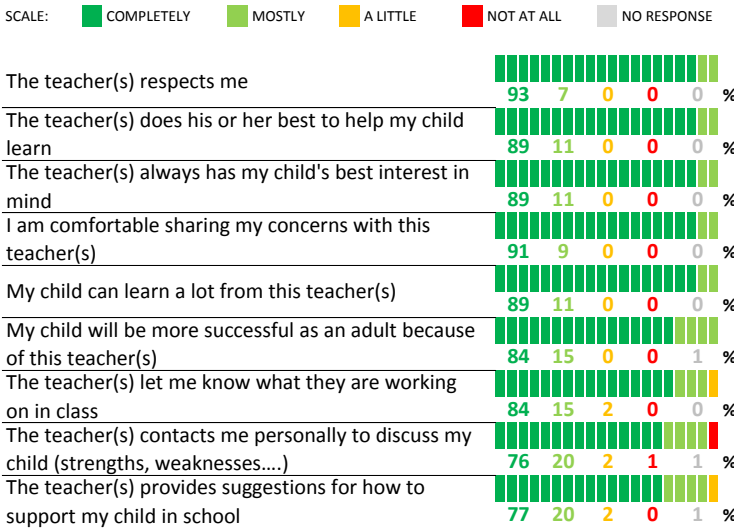 SCALE: COMPLETELY MOSTLY A LITTLE NOT AT ALL NO RESPONSE
The teacher(s) respects me
93 7 0 0 0 %
The teacher(s) does his or her best to help my child
learn
89 11 0 0 0 %
The teacher(s) always has my child's best interest in
mind
89 11 0 0 0 %
I am comfortable sharing my concerns with this
teacher(s)
91 9 0 0 0 %
My child can learn a lot from this teacher(s)
89 11 0 0 0 %
My child will be more successful as an adult because
of this teacher(s)
84 15 0 0 1 %
The teacher(s) let me know what they are working
on in class
84 15 2 0 0 %
The teacher(s) contacts me personally to discuss my
child (strengths, weaknesses....)
76 20 2 1 1 %
The teacher(s) provides suggestions for how to
support my child in school
77 20 2 0 1 %